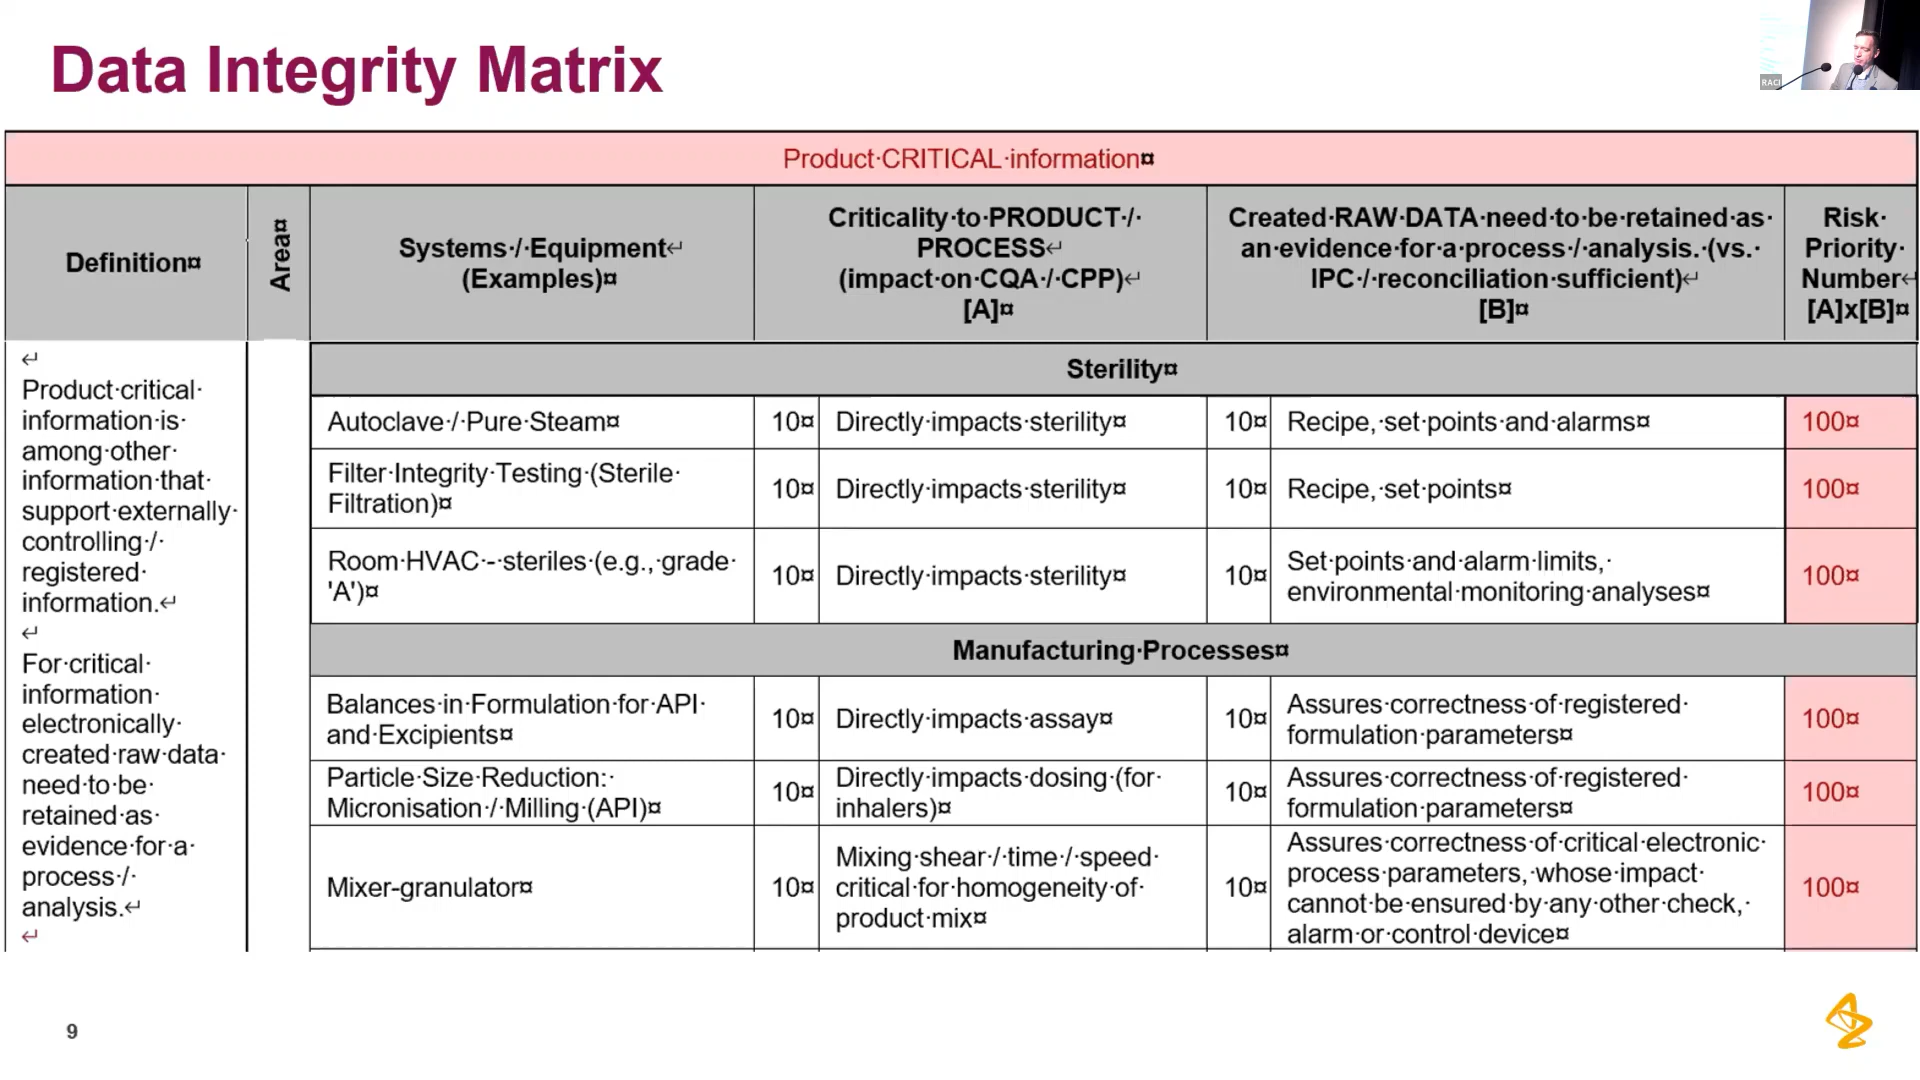 Data Integrity Matrix
RACI
Product·CRITICAL·information¤
Definition¤
Area¤
Systems·/·Equipment↵
(Examples)¤
Criticality·to·PRODUCT·/·
PROCESS↵
(impact·on·CQA·/·CPP)↵
[A]¤
Created·RAW·DATA·need·to·be·retained·as·
an·evidence·for·a·process·/·analysis.·(vs.·
IPC·/·reconciliation·sufficient)↵
[B]¤
Risk·
Priority·
Number↵
[A]x[B]¤
↵
Product·critical·
information·is·
among·other·
information·that·
support·externally·
controlling·/·
registered·
information.↵
↵
For·critical·
information·
electronically·
created·raw·data·
need·to·be·
retained·as·
evidence·for·a·
process·/·
analysis.↵
↵
Sterility¤
Autoclave·/·Pure·Steam¤
10¤
Directly·impacts·sterility¤
10¤
Recipe,·set·points·and·alarms¤
100¤
Filter·Integrity·Testing·(Sterile·
Filtration)¤
10¤
Directly·impacts·sterility¤
10¤
Recipe,·set·points¤
100¤
Room·HVAC·-·steriles·(e.g.,·grade·
'A')¤
10¤
Directly·impacts·sterility¤
10¤
Set·points·and·alarm·limits,·
environmental·monitoring·analyses¤
100¤
Manufacturing·Processes¤
Balances·in·Formulation·for·API·
and·Excipients¤
10¤
Directly·impacts·assay¤
10¤
Assures·correctness·of·registered·
formulation·parameters¤
100¤
Particle·Size·Reduction:·
Micronisation·/·Milling·(API)¤
10¤
Directly·impacts·dosing·(for·
inhalers)¤
10¤
Assures·correctness·of·registered·
formulation·parameters¤
100¤
Mixer-granulator¤
10¤
Mixing·shear·/·time·/·speed·
critical·for·homogeneity·of·
product·mix¤
10¤
Assures·correctness·of·critical·electronic·
process·parameters,·whose·impact·
cannot·be·ensured·by·any·other·check,·
alarm·or·control·device¤
100¤
9